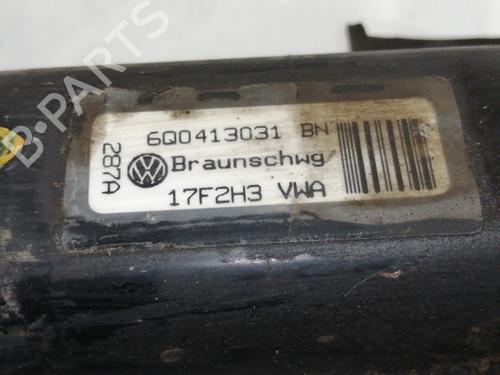 6Q0413031 BN
287A
Braunschwg
17F2H3 VWA
B-PARTS